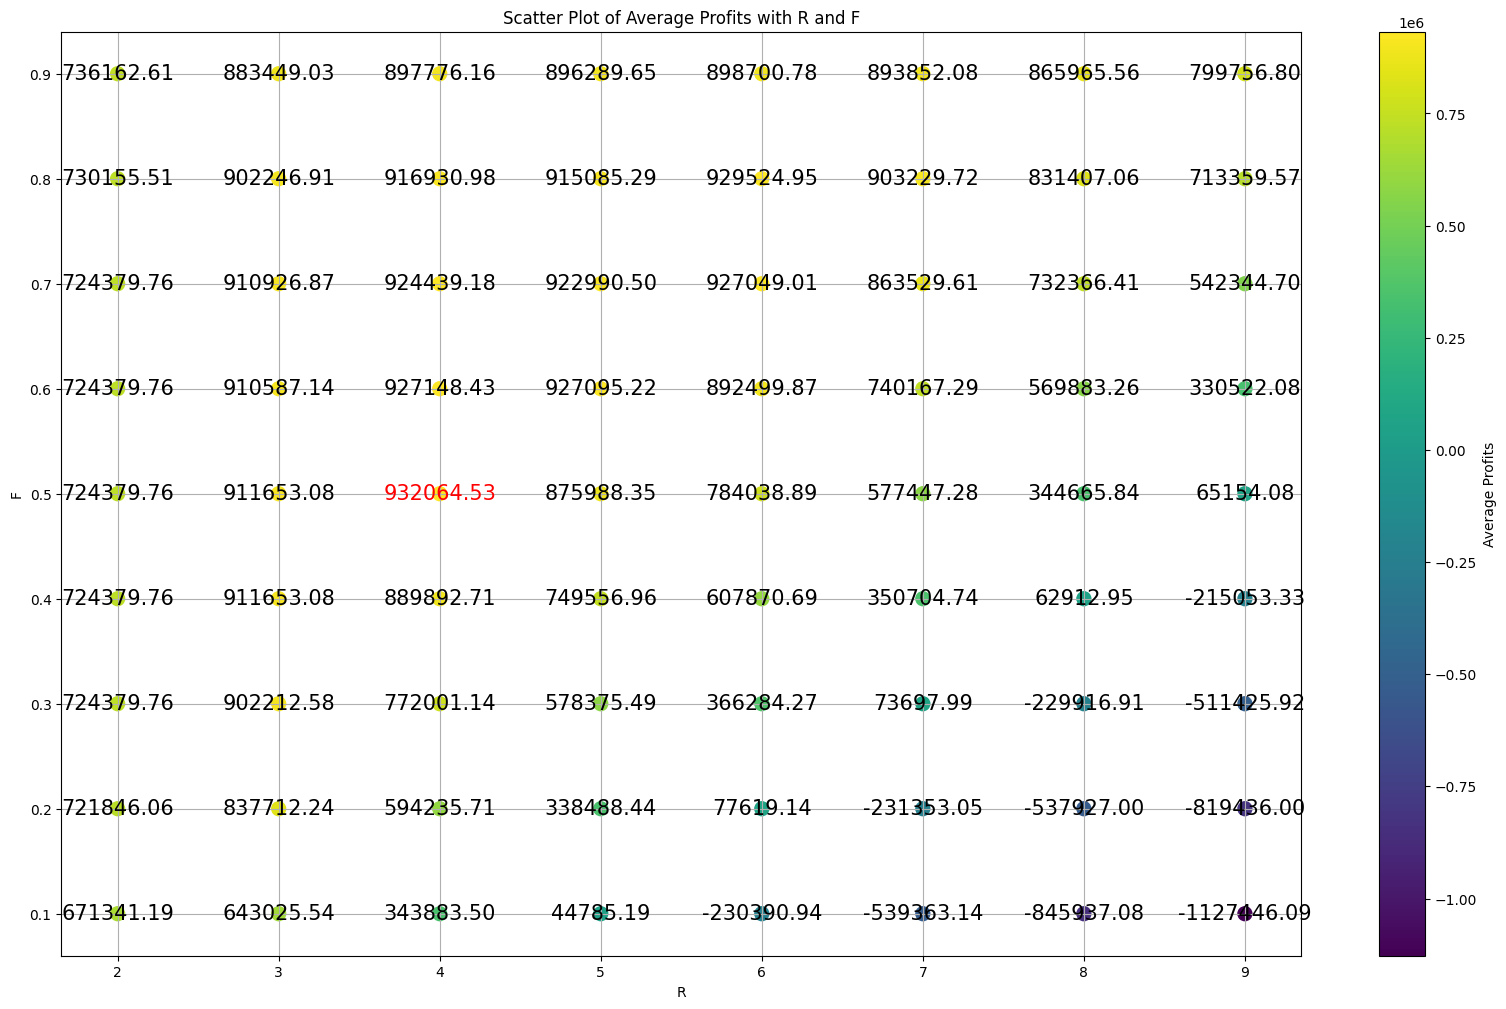 Scatter Plot of Average Profits with R and F
1e6
0.9 736162.61 883449.03 897776.16 896289.65 898700.78 893852.08 865965.56 799756.80
0.8 730155.51 902246.91 916930.98 915085.29 929524.95 903229.72 831407.06 713359.57
0.7 724379.76 910926.87 924439.18 922990.50 927049.01 863529.61 732366.41 542344.70
0.6 724379.76 910587.14 927148.43 927095.22 892499.87 740167.29 569883.26 330522.08
0.5 724379.76 911653.08 932064.53 875988.35 784038.89 577447.28 344665.84 65154.08
0.4 724379.76 911653.08 889892.71 749556.96 607870.69 350704.74 62912.95 -215053.33
0.3 724379.76 902212.58 772001.14 578375.49 366284.27 73697.99 -229916.91 -511425.92
0.2 721846.06 837712.24 594235.71 338488.44 77619.14 -231353.05 -537927.00 -819436.00
0.1 671341.19 643025.54 343883.50 44785.19 -230390.94 -539363.14 -845937.08 -1127446.09
2 3 4 5 6 7 8 9
R
F
0.75
0.50
0.25
0.00
−0.25
−0.50
−0.75
−1.00
Average Profits